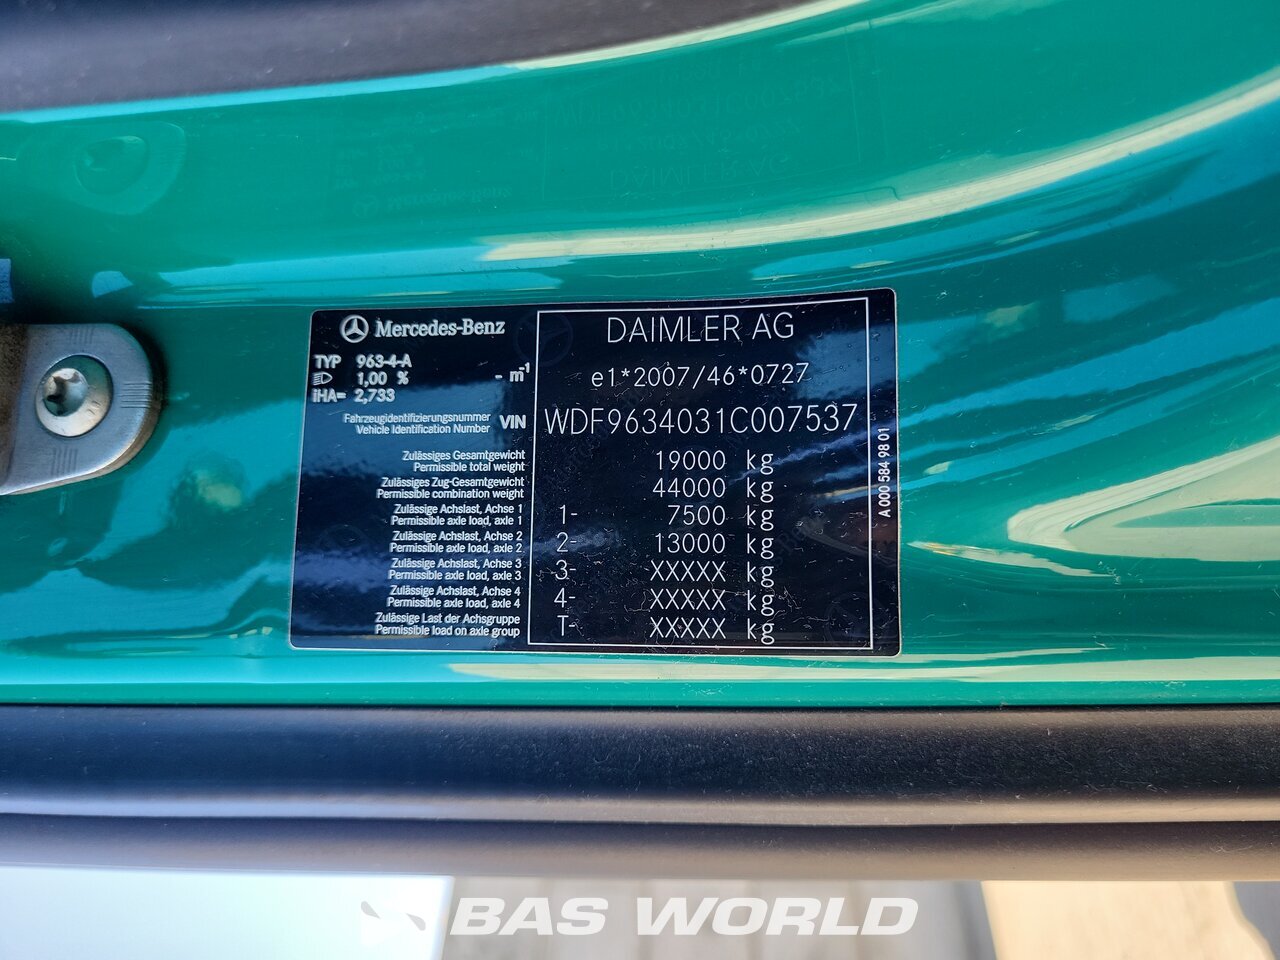 Mercedes-Benz
DAIMLER AG
TYP 963-4-A
1,00 % - m-1
iHA= 2,733
e1*2007/46*0727
Fahrzeugidentifizierungsnummer
Vehicle Identification Number
VIN WDF9634031C007537
Zulässiges Gesamtgewicht
Permissible total weight
19000 kg
Zulässiges Zug-Gesamtgewicht
Permissible combination weight
44000 kg
Zulässige Achslast, Achse 1
Permissible axle load, axle 1
1- 7500 kg
Zulässige Achslast, Achse 2
Permissible axle load, axle 2
2- 13000 kg
Zulässige Achslast, Achse 3
Permissible axle load, axle 3
3- XXXXX kg
Zulässige Achslast, Achse 4
Permissible axle load, axle 4
4- XXXXX kg
Zulässige Last der Achsgruppe
Permissible load on axle group
T- XXXXX kg
A 000 584 98 01
BAS WORLD